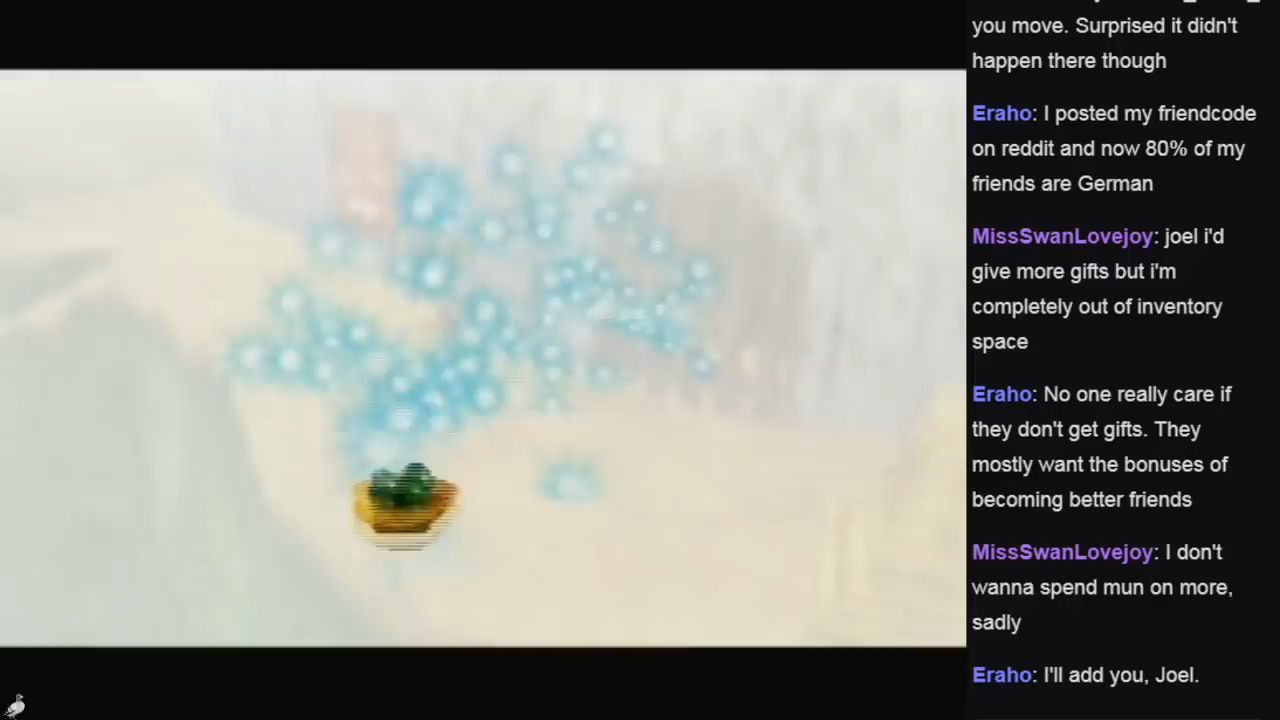 you move. Surprised it didn't
happen there though
Eraho: I posted my friendcode
on reddit and now 80% of my
friends are German
MissSwanLovejoy: joel i'd
give more gifts but i'm
completely out of inventory
space
Eraho: No one really care if
they don't get gifts. They
mostly want the bonuses of
becoming better friends
MissSwanLovejoy: I don't
wanna spend mun on more,
sadly
Eraho: I'll add you, Joel.